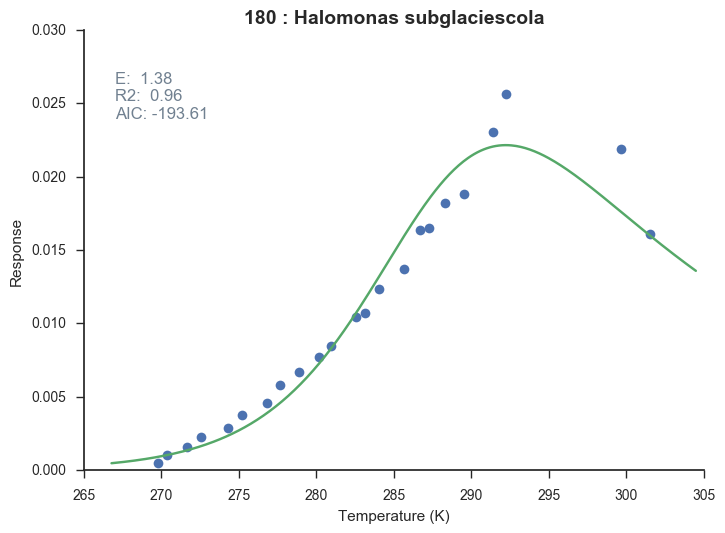 180 : Halomonas subglaciescola
E:  1.38
R2:  0.96
AIC: -193.61
Response
0.030
0.025
0.020
0.015
0.010
0.005
0.000
265 270 275 280 285 290 295 300 305
Temperature (K)